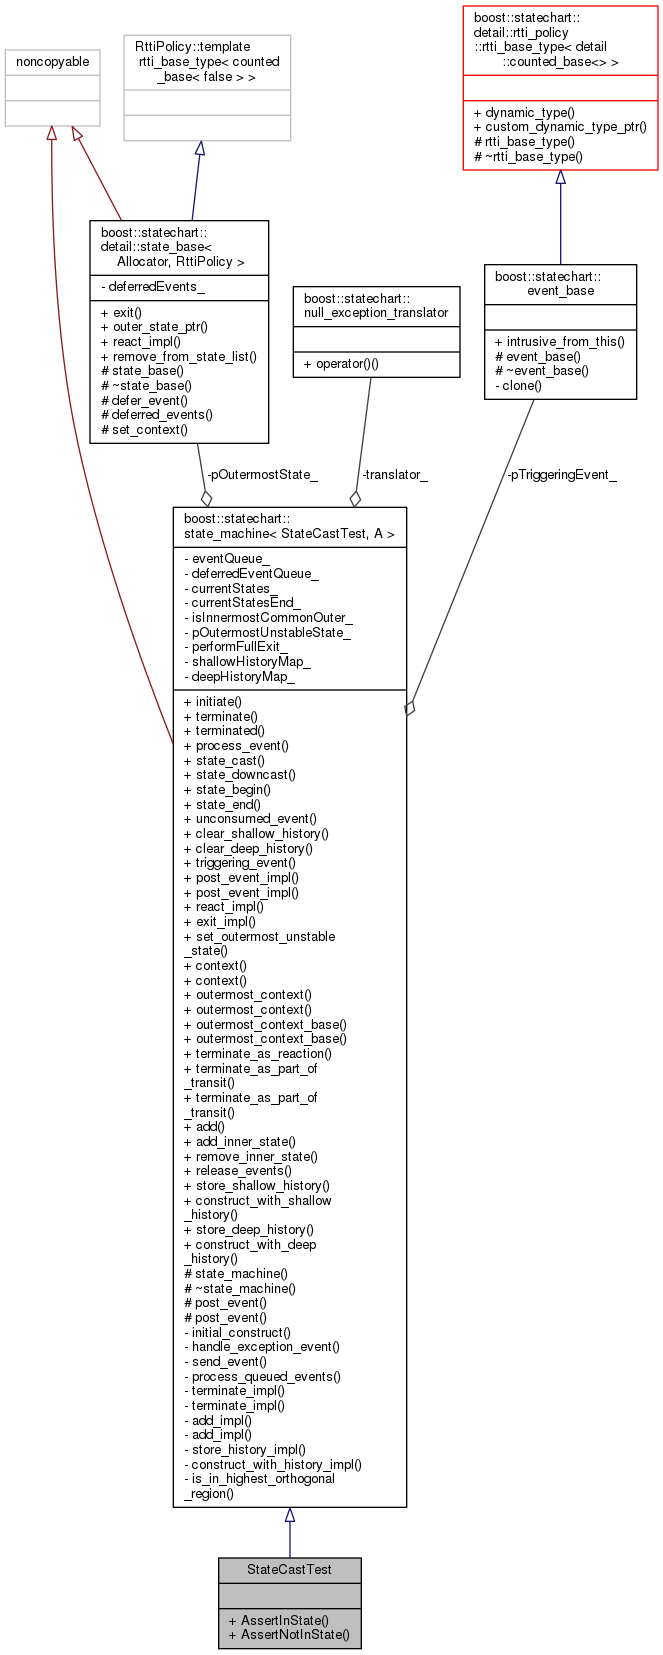 noncopyable
RttiPolicy::template
rtti_base_type< counted
_base< false > >
boost::statechart::
detail::rtti_policy
::rtti_base_type< detail
::counted_base<> >
+ dynamic_type()
+ custom_dynamic_type_ptr()
# rtti_base_type()
# ~rtti_base_type()
boost::statechart::
detail::state_base<
Allocator, RttiPolicy >
- deferredEvents_
+ exit()
+ outer_state_ptr()
+ react_impl()
+ remove_from_state_list()
# state_base()
# ~state_base()
# defer_event()
# deferred_events()
# set_context()
boost::statechart::
null_exception_translator
+ operator()()
boost::statechart::
event_base
+ intrusive_from_this()
# event_base()
# ~event_base()
- clone()
-pOutermostState_
-translator_
-pTriggeringEvent_
boost::statechart::
state_machine< StateCastTest, A >
- eventQueue_
- deferredEventQueue_
- currentStates_
- currentStatesEnd_
- isInnermostCommonOuter_
- pOutermostUnstableState_
- performFullExit_
- shallowHistoryMap_
- deepHistoryMap_
+ initiate()
+ terminate()
+ terminated()
+ process_event()
+ state_cast()
+ state_downcast()
+ state_begin()
+ state_end()
+ unconsumed_event()
+ clear_shallow_history()
+ clear_deep_history()
+ triggering_event()
+ post_event_impl()
+ post_event_impl()
+ react_impl()
+ exit_impl()
+ set_outermost_unstable
_state()
+ context()
+ context()
+ outermost_context()
+ outermost_context()
+ outermost_context_base()
+ outermost_context_base()
+ terminate_as_reaction()
+ terminate_as_part_of
_transit()
+ terminate_as_part_of
_transit()
+ add()
+ add_inner_state()
+ remove_inner_state()
+ release_events()
+ store_shallow_history()
+ construct_with_shallow
_history()
+ store_deep_history()
+ construct_with_deep
_history()
# state_machine()
# ~state_machine()
# post_event()
# post_event()
- initial_construct()
- handle_exception_event()
- send_event()
- process_queued_events()
- terminate_impl()
- terminate_impl()
- add_impl()
- add_impl()
- store_history_impl()
- construct_with_history_impl()
- is_in_highest_orthogonal
_region()
StateCastTest
+ AssertInState()
+ AssertNotInState()